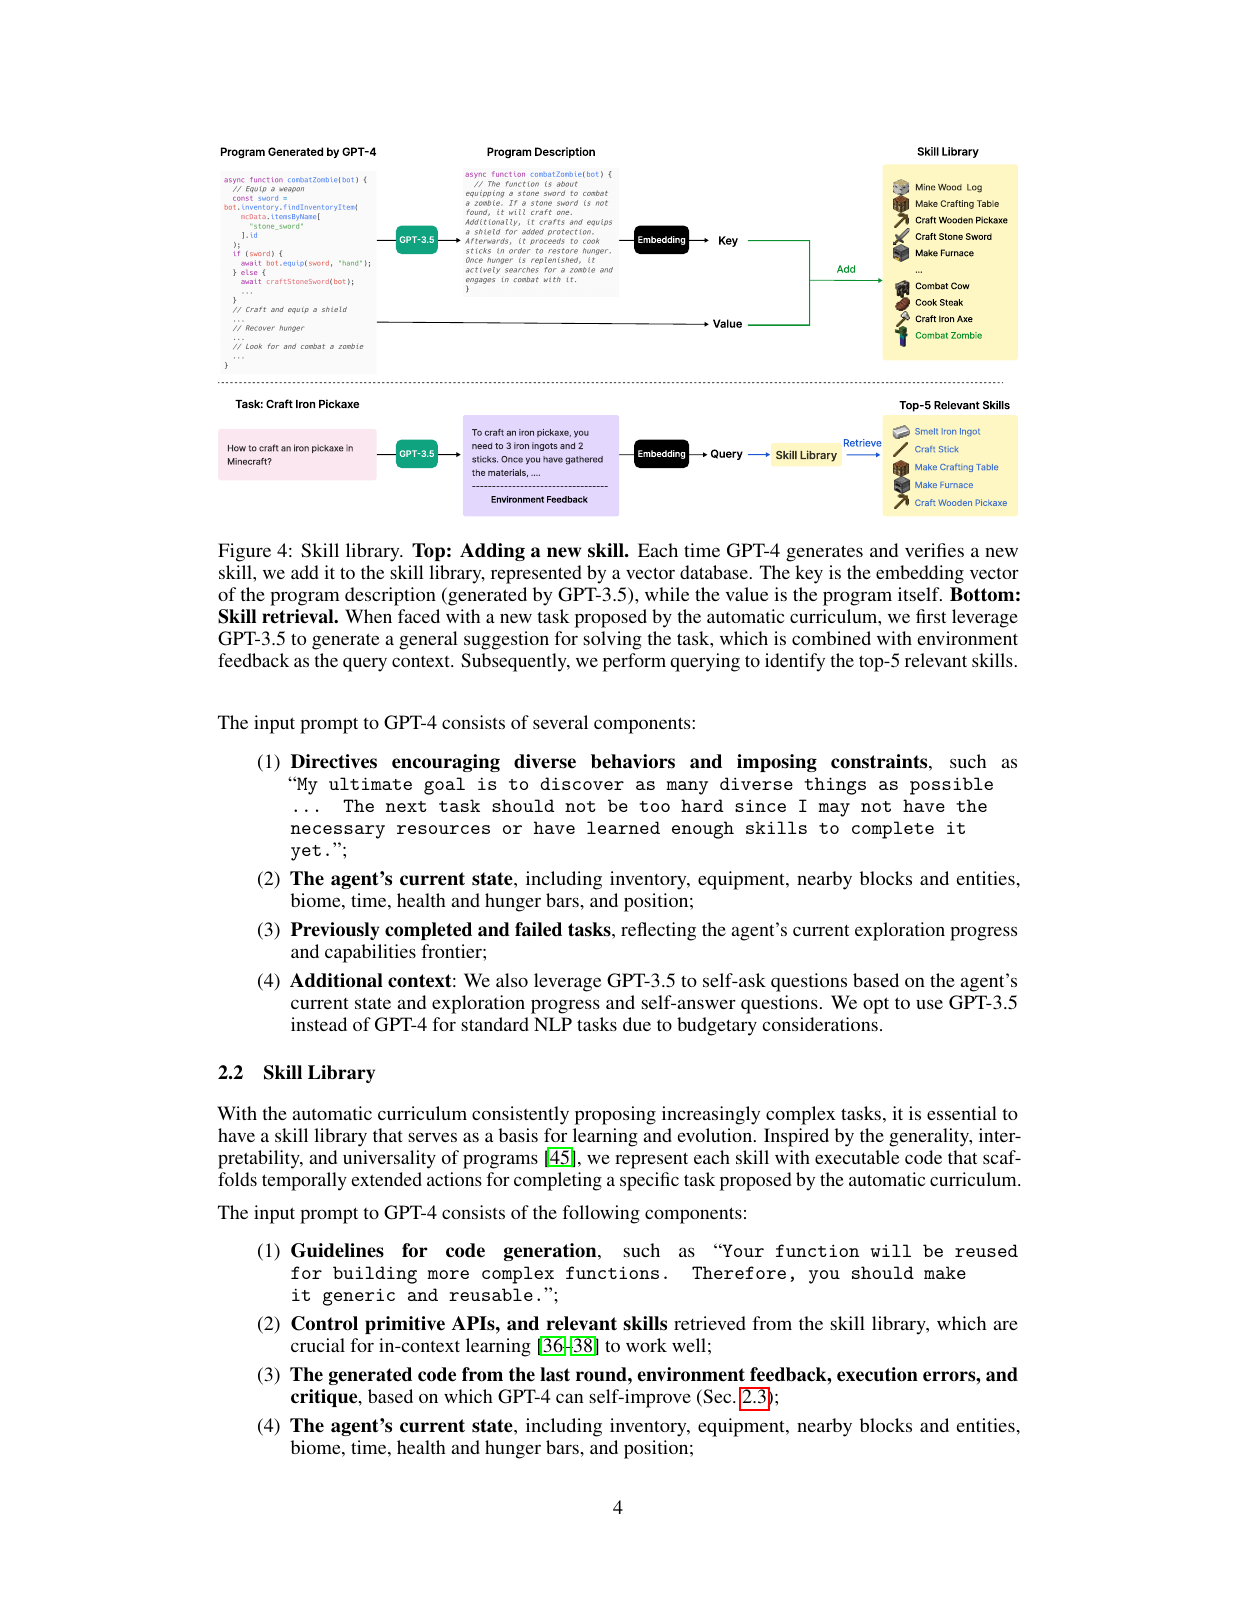 Program Generated by GPT-4
async function combatZombie(bot) {
// Equip a weapon
const sword =
bot.inventory.findInventoryItem(
mcData.itemsByName[
"stone_sword"
].id
);
if (sword) {
await bot.equip(sword, "hand");
} else {
await craftStoneSword(bot);
...
}
// Craft and equip a shield
...
// Recover hunger
...
// Look for and combat a zombie
...
}
GPT-3.5
Program Description
async function combatZombie(bot) {
// The function is about
equipping a stone sword to combat
a zombie. If a stone sword is not
found, it will craft one.
Additionally, it crafts and equips
a shield for added protection.
Afterwards, it proceeds to cook
sticks in order to restore hunger.
Once hunger is replenished, it
actively searches for a zombie and
engages in combat with it.
}
Embedding
Key
Value
Add
Skill Library
Mine Wood Log
Make Crafting Table
Craft Wooden Pickaxe
Craft Stone Sword
Make Furnace
...
Combat Cow
Cook Steak
Craft Iron Axe
Combat Zombie
Task: Craft Iron Pickaxe
How to craft an iron pickaxe in
Minecraft?
GPT-3.5
To craft an iron pickaxe, you
need to 3 iron ingots and 2
sticks. Once you have gathered
the materials, ....
Environment Feedback
Embedding
Query
Skill Library
Retrieve
Top-5 Relevant Skills
Smelt Iron Ingot
Craft Stick
Make Crafting Table
Make Furnace
Craft Wooden Pickaxe
Figure 4: Skill library. Top: Adding a new skill. Each time GPT-4 generates and verifies a new
skill, we add it to the skill library, represented by a vector database. The key is the embedding vector
of the program description (generated by GPT-3.5), while the value is the program itself. Bottom:
Skill retrieval. When faced with a new task proposed by the automatic curriculum, we first leverage
GPT-3.5 to generate a general suggestion for solving the task, which is combined with environment
feedback as the query context. Subsequently, we perform querying to identify the top-5 relevant skills.
The input prompt to GPT-4 consists of several components:
(1) Directives encouraging diverse behaviors and imposing constraints, such as
“My ultimate goal is to discover as many diverse things as possible
... The next task should not be too hard since I may not have the
necessary resources or have learned enough skills to complete it
yet.”;
(2) The agent’s current state, including inventory, equipment, nearby blocks and entities,
biome, time, health and hunger bars, and position;
(3) Previously completed and failed tasks, reflecting the agent’s current exploration progress
and capabilities frontier;
(4) Additional context: We also leverage GPT-3.5 to self-ask questions based on the agent’s
current state and exploration progress and self-answer questions. We opt to use GPT-3.5
instead of GPT-4 for standard NLP tasks due to budgetary considerations.
2.2 Skill Library
With the automatic curriculum consistently proposing increasingly complex tasks, it is essential to
have a skill library that serves as a basis for learning and evolution. Inspired by the generality, inter-
pretability, and universality of programs [45], we represent each skill with executable code that scaf-
folds temporally extended actions for completing a specific task proposed by the automatic curriculum.
The input prompt to GPT-4 consists of the following components:
(1) Guidelines for code generation, such as “Your function will be reused
for building more complex functions. Therefore, you should make
it generic and reusable.”;
(2) Control primitive APIs, and relevant skills retrieved from the skill library, which are
crucial for in-context learning [36–38] to work well;
(3) The generated code from the last round, environment feedback, execution errors, and
critique, based on which GPT-4 can self-improve (Sec. 2.3);
(4) The agent’s current state, including inventory, equipment, nearby blocks and entities,
biome, time, health and hunger bars, and position;
4